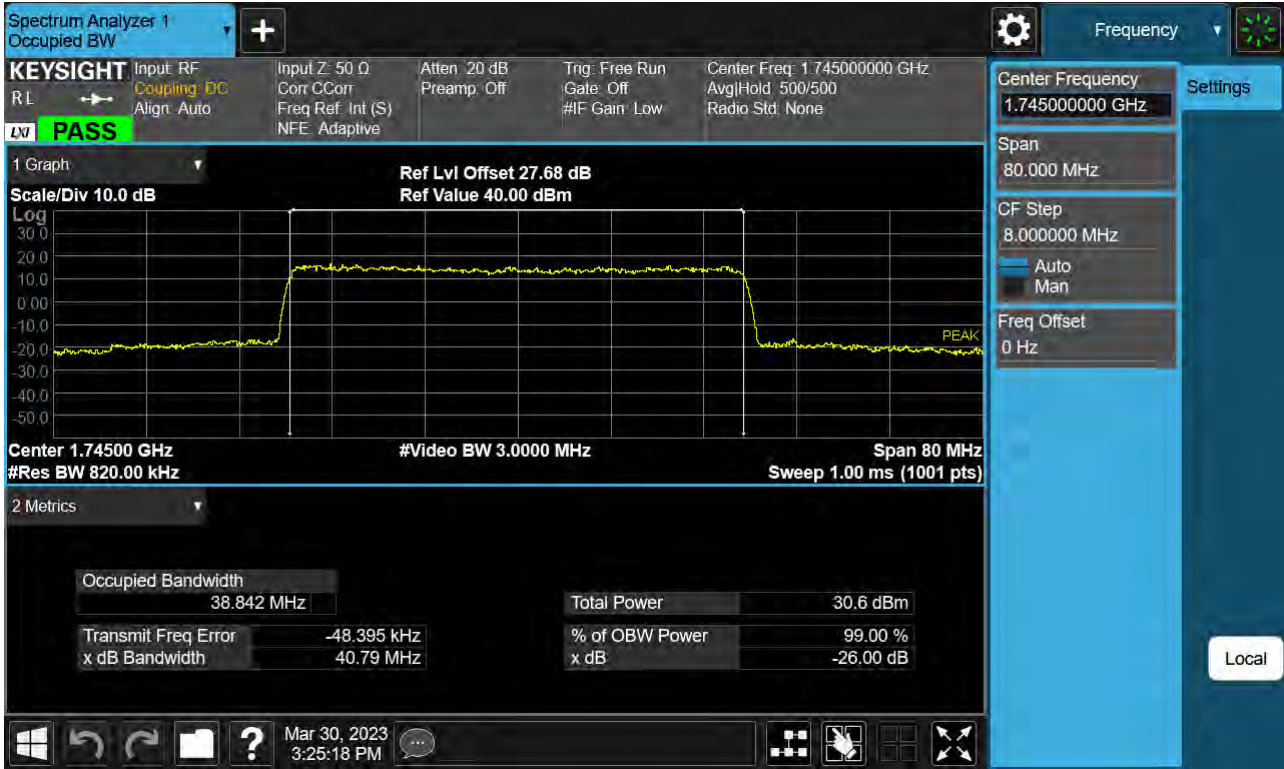 Spectrum Analyzer 1
Occupied BW
Frequency
KEYSIGHT
RL
LXI
PASS
Input: RF
Coupling: DC
Align: Auto
Input Z: 50 Ω
Corr CCorr
Freq Ref: Int (S)
NFE: Adaptive
Atten: 20 dB
Preamp: Off
Trig: Free Run
Gate: Off
#IF Gain: Low
Center Freq: 1.745000000 GHz
Avg|Hold: 500/500
Radio Std: None
Center Frequency
1.745000000 GHz
Settings
Span
80.000 MHz
CF Step
8.000000 MHz
Auto
Man
Freq Offset
0 Hz
Local
1 Graph
Scale/Div 10.0 dB
Ref Lvl Offset 27.68 dB
Ref Value 40.00 dBm
Log
30.0
20.0
10.0
0.00
-10.0
-20.0
-30.0
-40.0
-50.0
PEAK
Center 1.74500 GHz
#Video BW 3.0000 MHz
Span 80 MHz
#Res BW 820.00 kHz
Sweep 1.00 ms (1001 pts)
2 Metrics
Occupied Bandwidth
38.842 MHz
Total Power 30.6 dBm
Transmit Freq Error -48.395 kHz
% of OBW Power 99.00 %
x dB Bandwidth 40.79 MHz
x dB -26.00 dB
?
Mar 30, 2023
3:25:18 PM